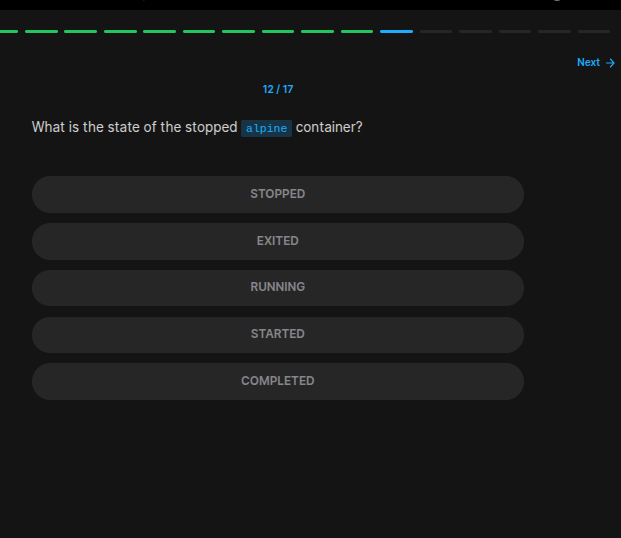 Next →
12 / 17
What is the state of the stopped alpine container?
STOPPED
EXITED
RUNNING
STARTED
COMPLETED